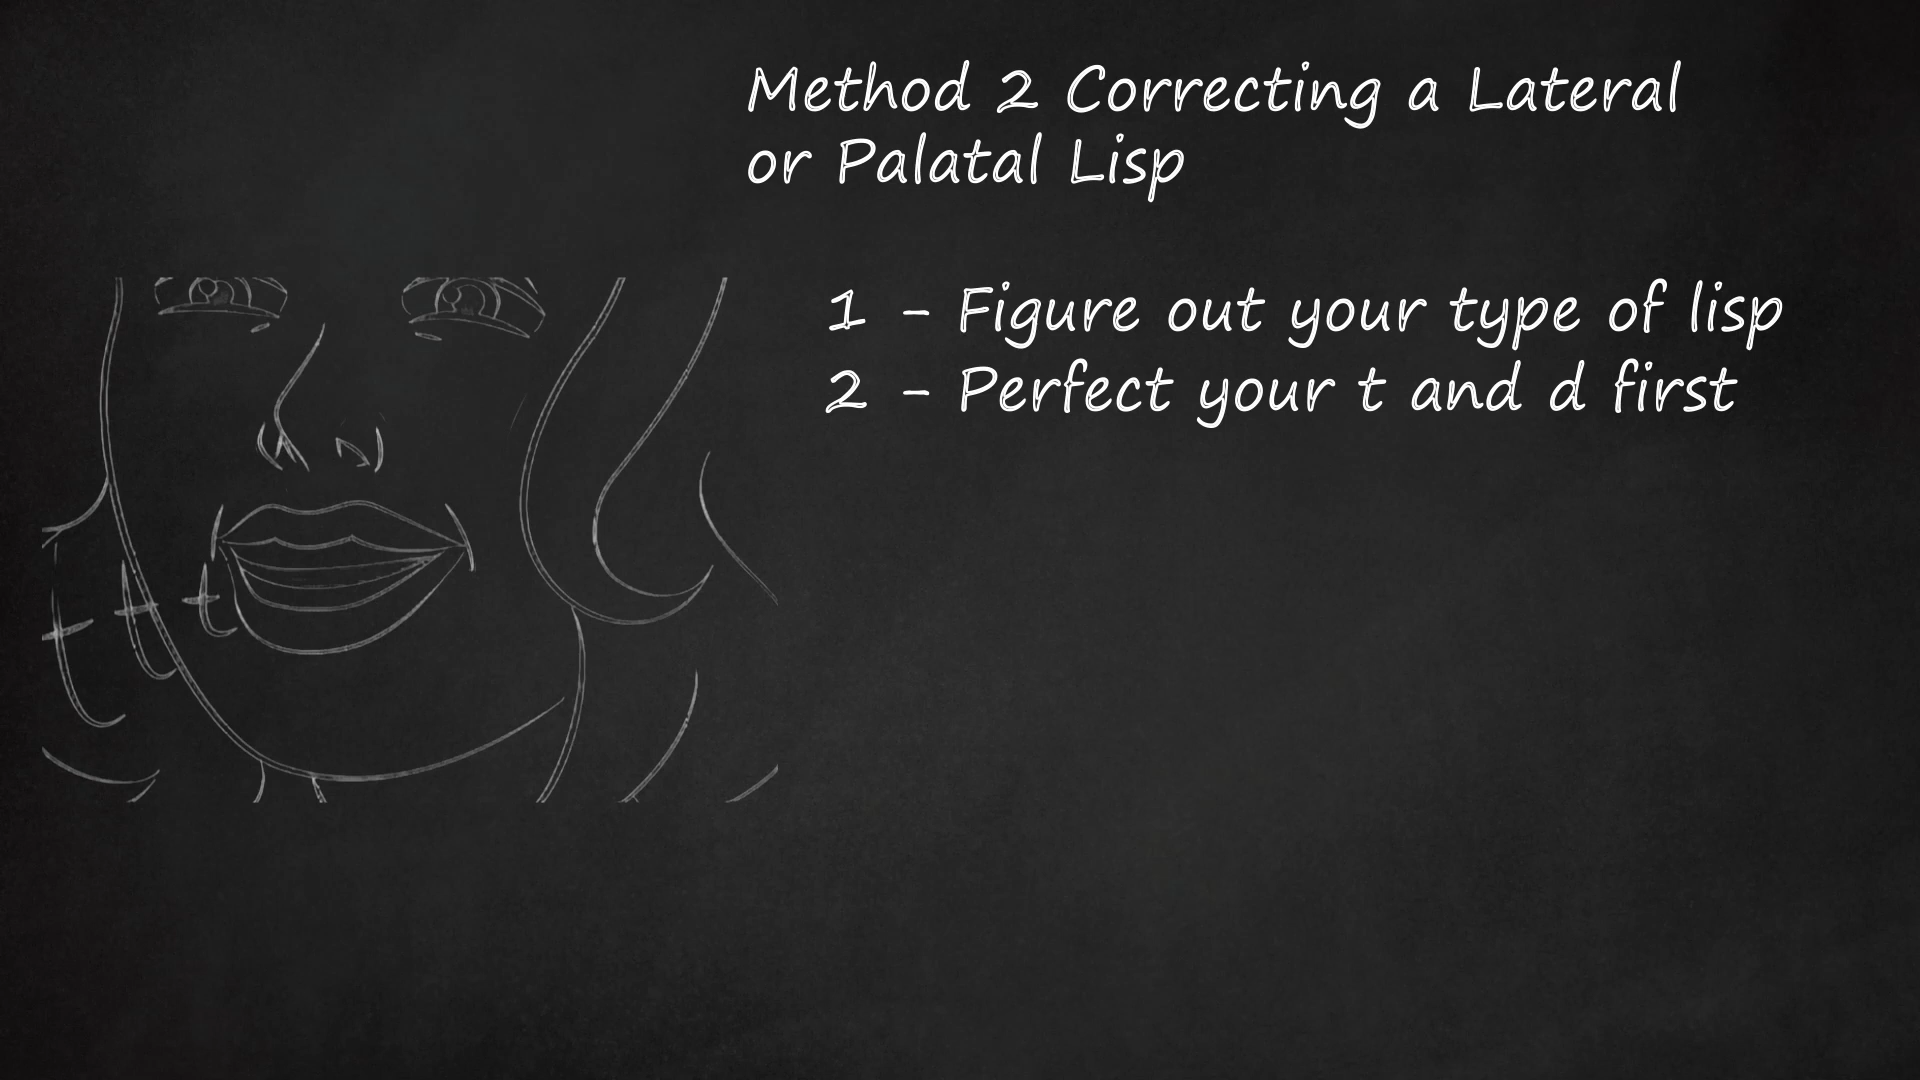 Method 2 Correcting a Lateral
or Palatal Lisp
1 - Figure out your type of lisp
2 - Perfect your t and d first
t t t